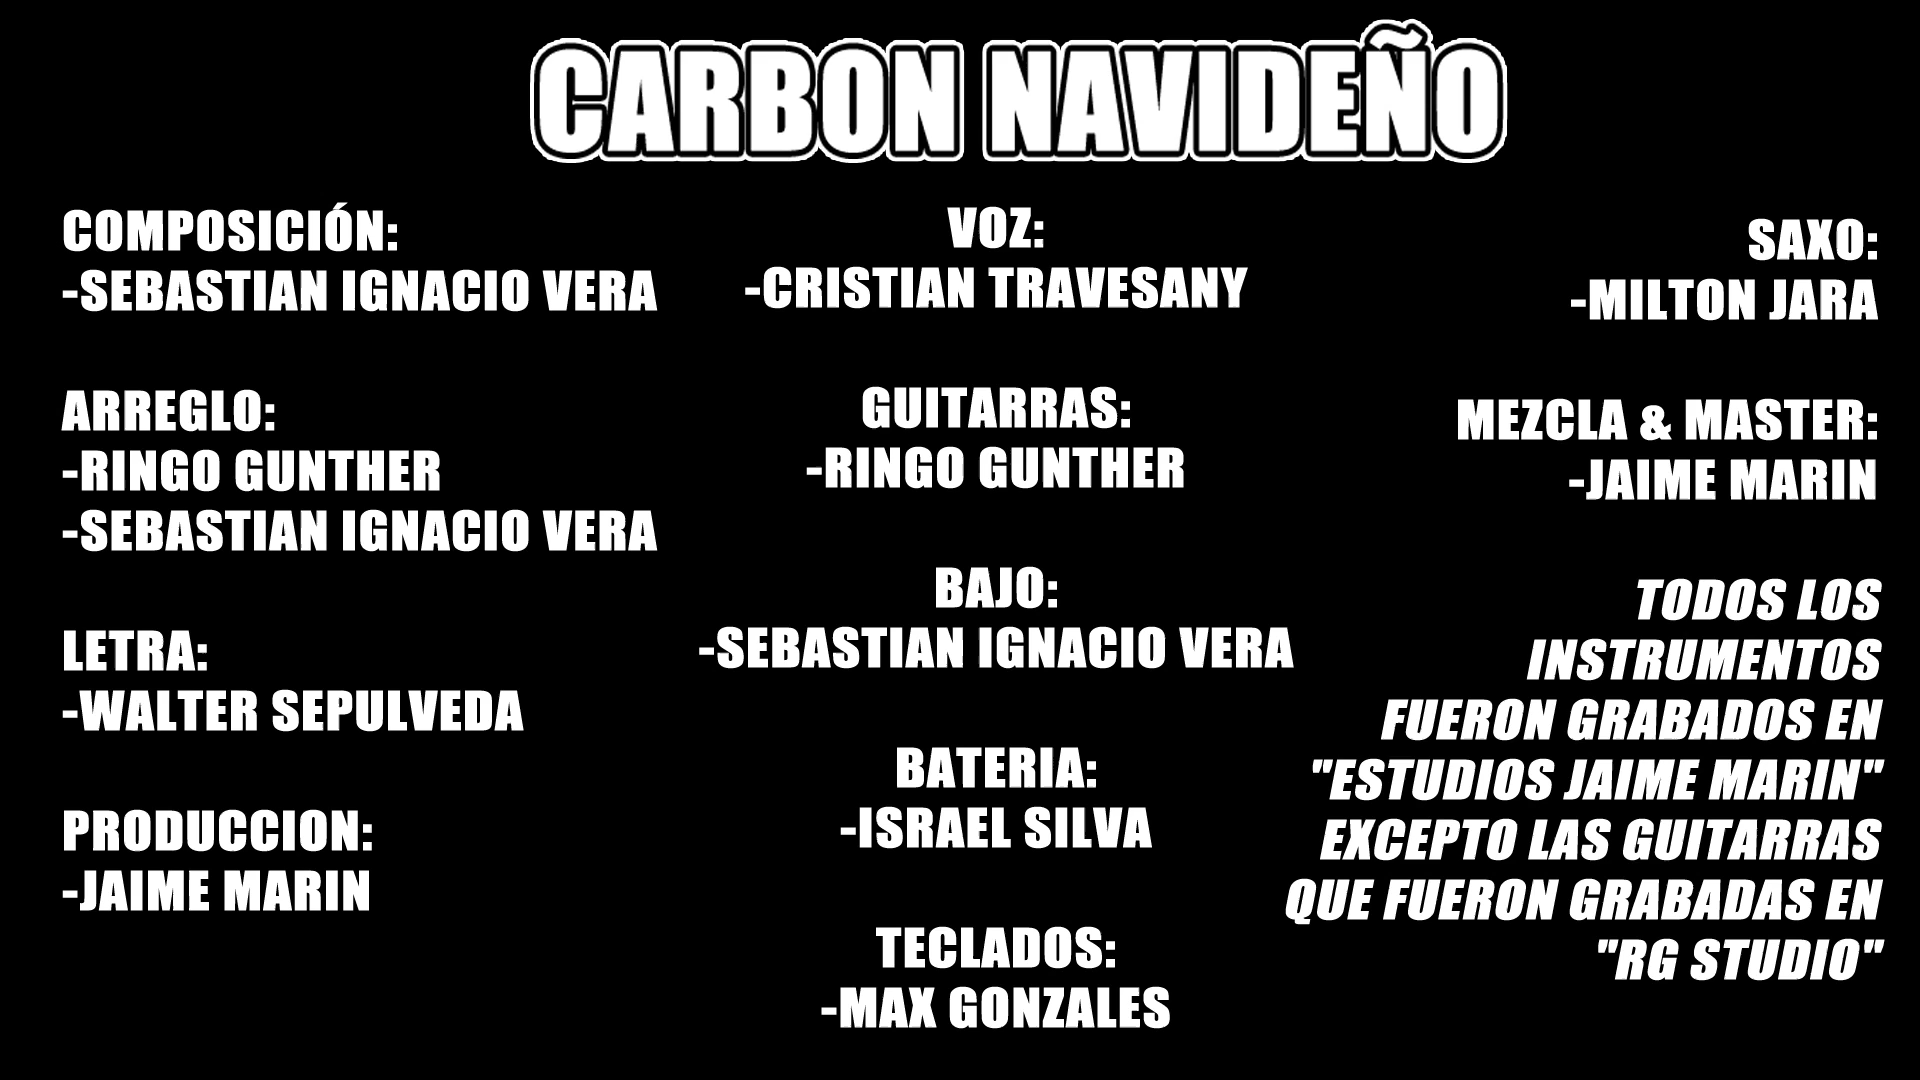 CARBON NAVIDEÑO
COMPOSICIÓN:
-SEBASTIAN IGNACIO VERA
ARREGLO:
-RINGO GUNTHER
-SEBASTIAN IGNACIO VERA
LETRA:
-WALTER SEPULVEDA
PRODUCCION:
-JAIME MARIN
VOZ:
-CRISTIAN TRAVESANY
GUITARRAS:
-RINGO GUNTHER
BAJO:
-SEBASTIAN IGNACIO VERA
BATERIA:
-ISRAEL SILVA
TECLADOS:
-MAX GONZALES
SAXO:
-MILTON JARA
MEZCLA & MASTER:
-JAIME MARIN
TODOS LOS
INSTRUMENTOS
FUERON GRABADOS EN
"ESTUDIOS JAIME MARIN"
EXCEPTO LAS GUITARRAS
QUE FUERON GRABADAS EN
"RG STUDIO"